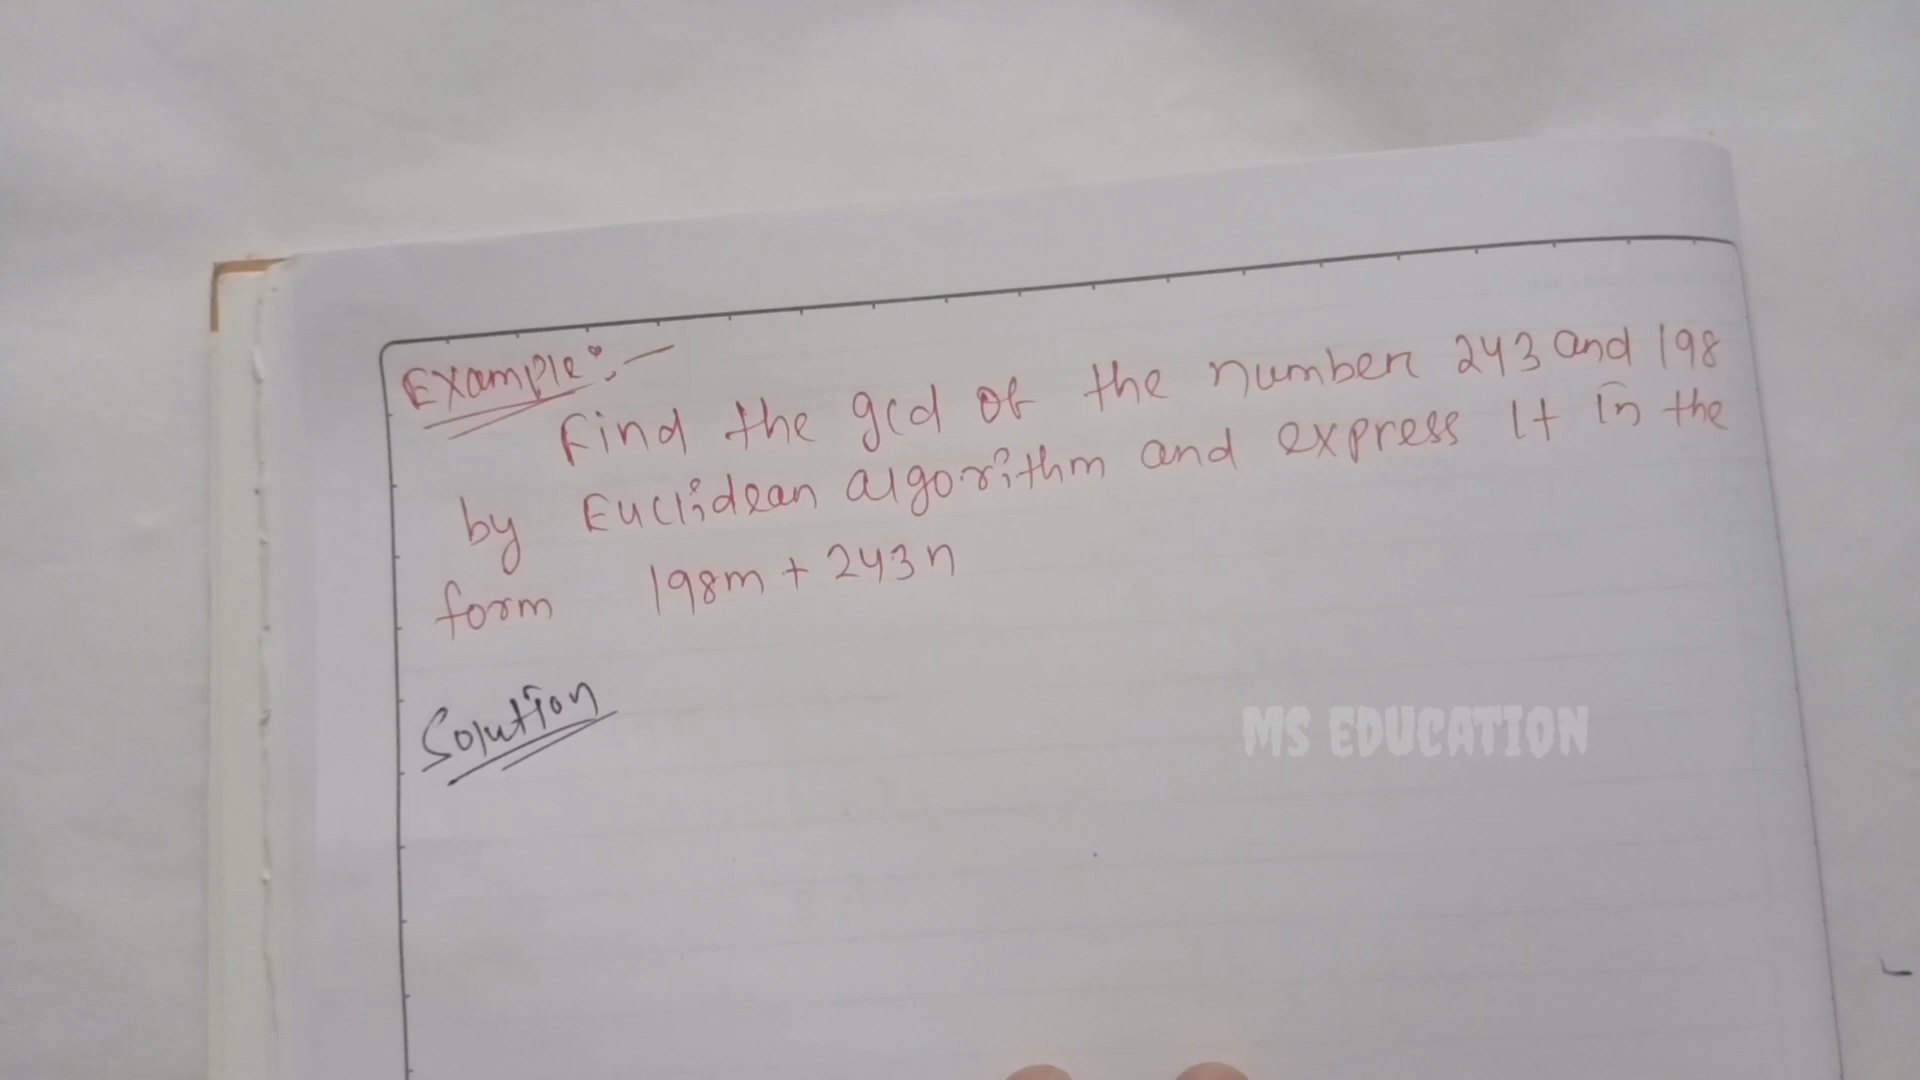 Example:-
Find the gcd of the number 243 and 198
by Euclidean algorithm and express It in the
form 198m + 243n
Solution
MS EDUCATION